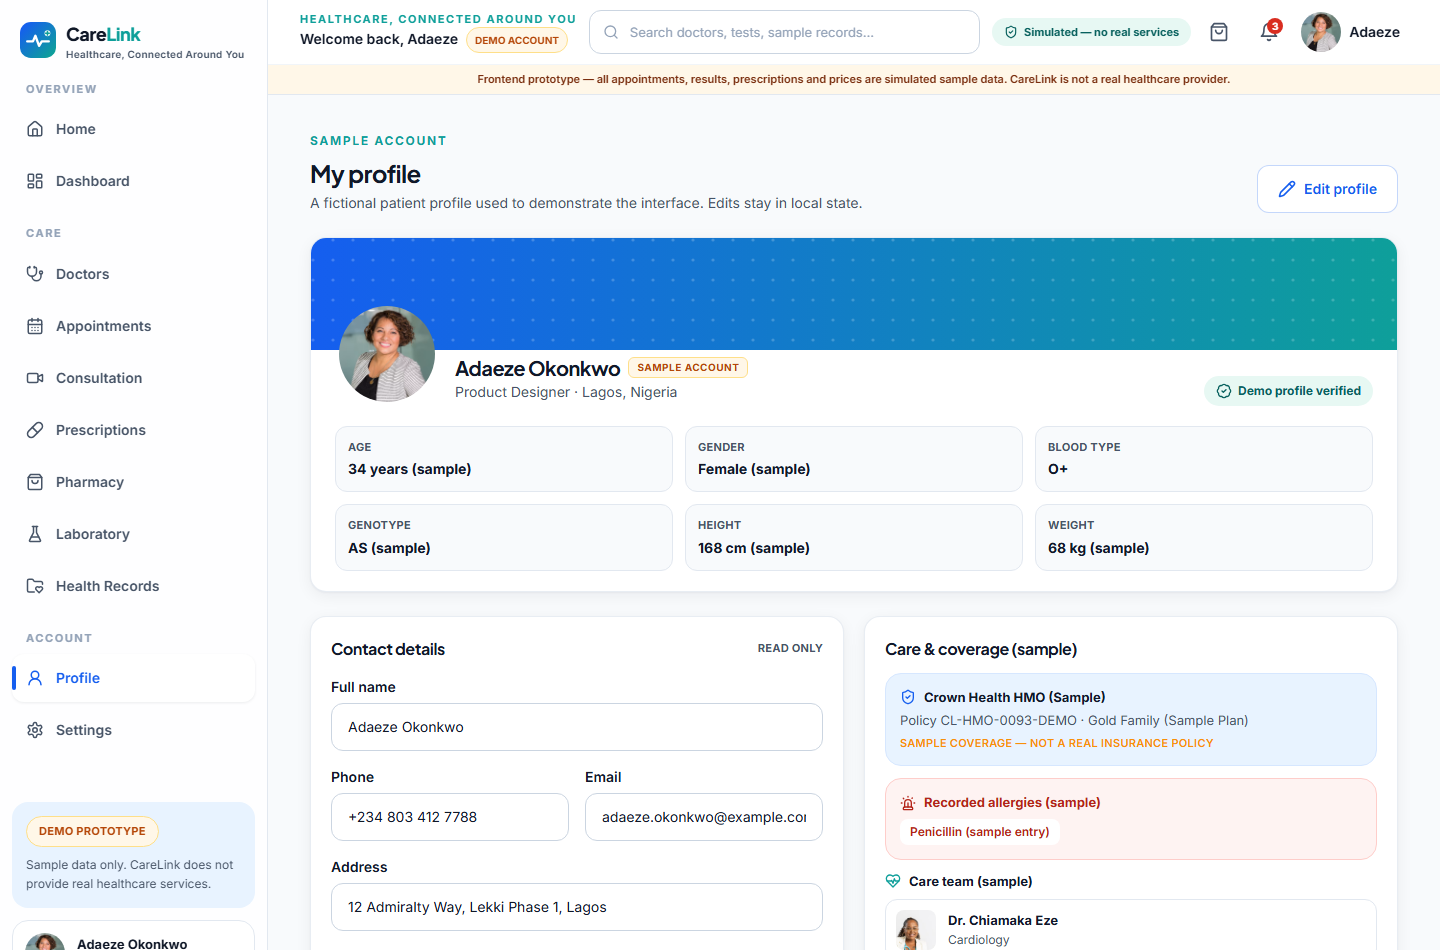 CareLink
Healthcare, Connected Around You
OVERVIEW
Home
Dashboard
CARE
Doctors
Appointments
Consultation
Prescriptions
Pharmacy
Laboratory
Health Records
ACCOUNT
Profile
Settings
DEMO PROTOTYPE
Sample data only. CareLink does not
provide real healthcare services.
Adaeze Okonkwo
HEALTHCARE, CONNECTED AROUND YOU
Welcome back, Adaeze DEMO ACCOUNT
Search doctors, tests, sample records...
Simulated — no real services
3
Adaeze
Frontend prototype — all appointments, results, prescriptions and prices are simulated sample data. CareLink is not a real healthcare provider.
SAMPLE ACCOUNT
My profile
A fictional patient profile used to demonstrate the interface. Edits stay in local state.
Edit profile
Adaeze Okonkwo SAMPLE ACCOUNT
Product Designer · Lagos, Nigeria
Demo profile verified
AGE
34 years (sample)
GENDER
Female (sample)
BLOOD TYPE
O+
GENOTYPE
AS (sample)
HEIGHT
168 cm (sample)
WEIGHT
68 kg (sample)
Contact details
READ ONLY
Full name
Adaeze Okonkwo
Phone
+234 803 412 7788
Email
adaeze.okonkwo@example.cor
Address
12 Admiralty Way, Lekki Phase 1, Lagos
Care & coverage (sample)
Crown Health HMO (Sample)
Policy CL-HMO-0093-DEMO · Gold Family (Sample Plan)
SAMPLE COVERAGE — NOT A REAL INSURANCE POLICY
Recorded allergies (sample)
Penicillin (sample entry)
Care team (sample)
Dr. Chiamaka Eze
Cardiology